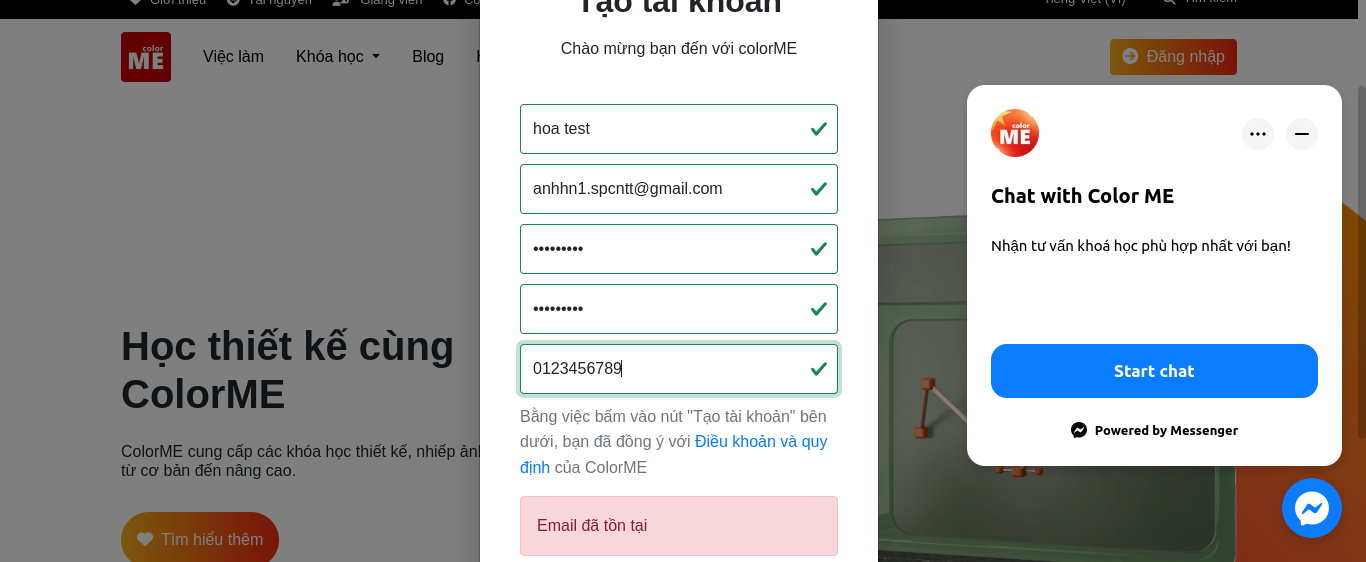 Giới thiệu
Tài nguyên
Giảng viên
Tiếng Việt (VI)
Tìm kiếm
Tạo tài khoản
Chào mừng bạn đến với colorME
color
ME
Việc làm
Khóa học
Blog
Đăng nhập
hoa test
anhhn1.spcntt@gmail.com
•••••••••
•••••••••
0123456789
Bằng việc bấm vào nút "Tạo tài khoản" bên
dưới, bạn đã đồng ý với Điều khoản và quy
định của ColorME
Email đã tồn tại
Học thiết kế cùng
ColorME
ColorME cung cấp các khóa học thiết kế, nhiếp ảnh
từ cơ bản đến nâng cao.
Tìm hiểu thêm
color
ME
Chat with Color ME
Nhận tư vấn khoá học phù hợp nhất với bạn!
Start chat
Powered by Messenger